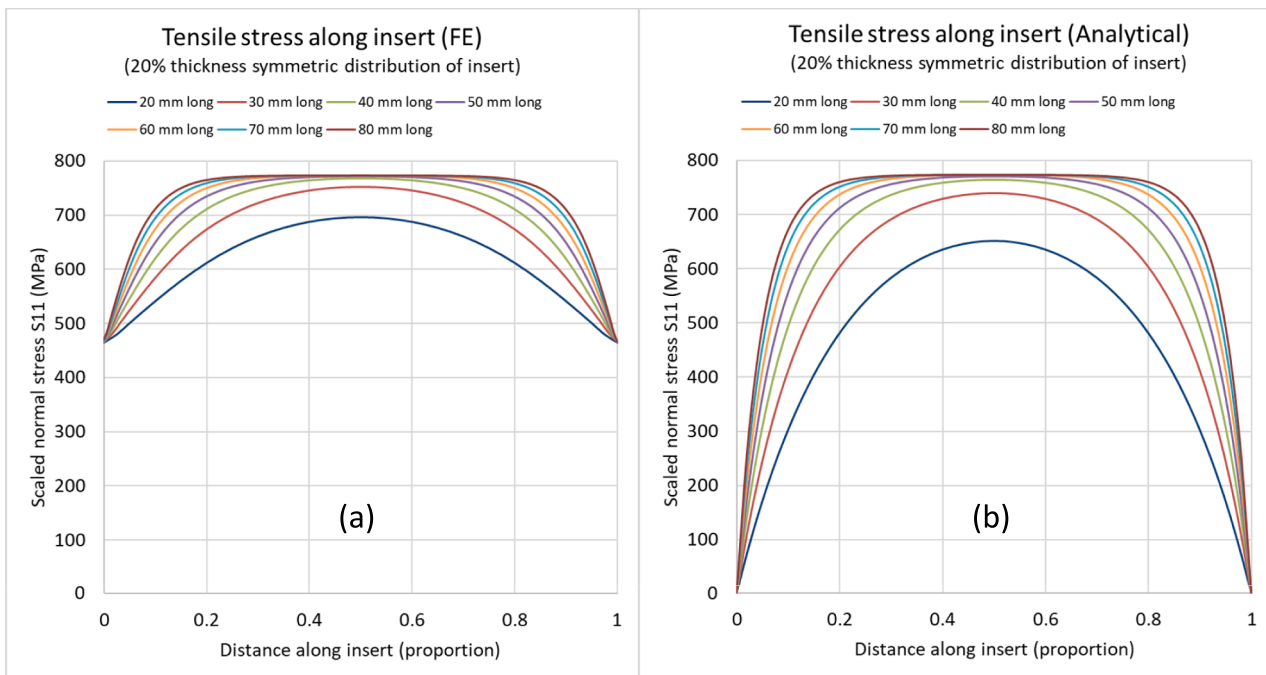 Tensile stress along insert (FE)
(20% thickness symmetric distribution of insert)
20 mm long 30 mm long 40 mm long 50 mm long
60 mm long 70 mm long 80 mm long
Scaled normal stress S11 (MPa)
800
700
600
500
400
300
200
100
0
(a)
0 0.2 0.4 0.6 0.8 1
Distance along insert (proportion)
Tensile stress along insert (Analytical)
(20% thickness symmetric distribution of insert)
20 mm long 30 mm long 40 mm long 50 mm long
60 mm long 70 mm long 80 mm long
Scaled normal stress S11 (MPa)
800
700
600
500
400
300
200
100
0
(b)
0 0.2 0.4 0.6 0.8 1
Distance along insert (proportion)